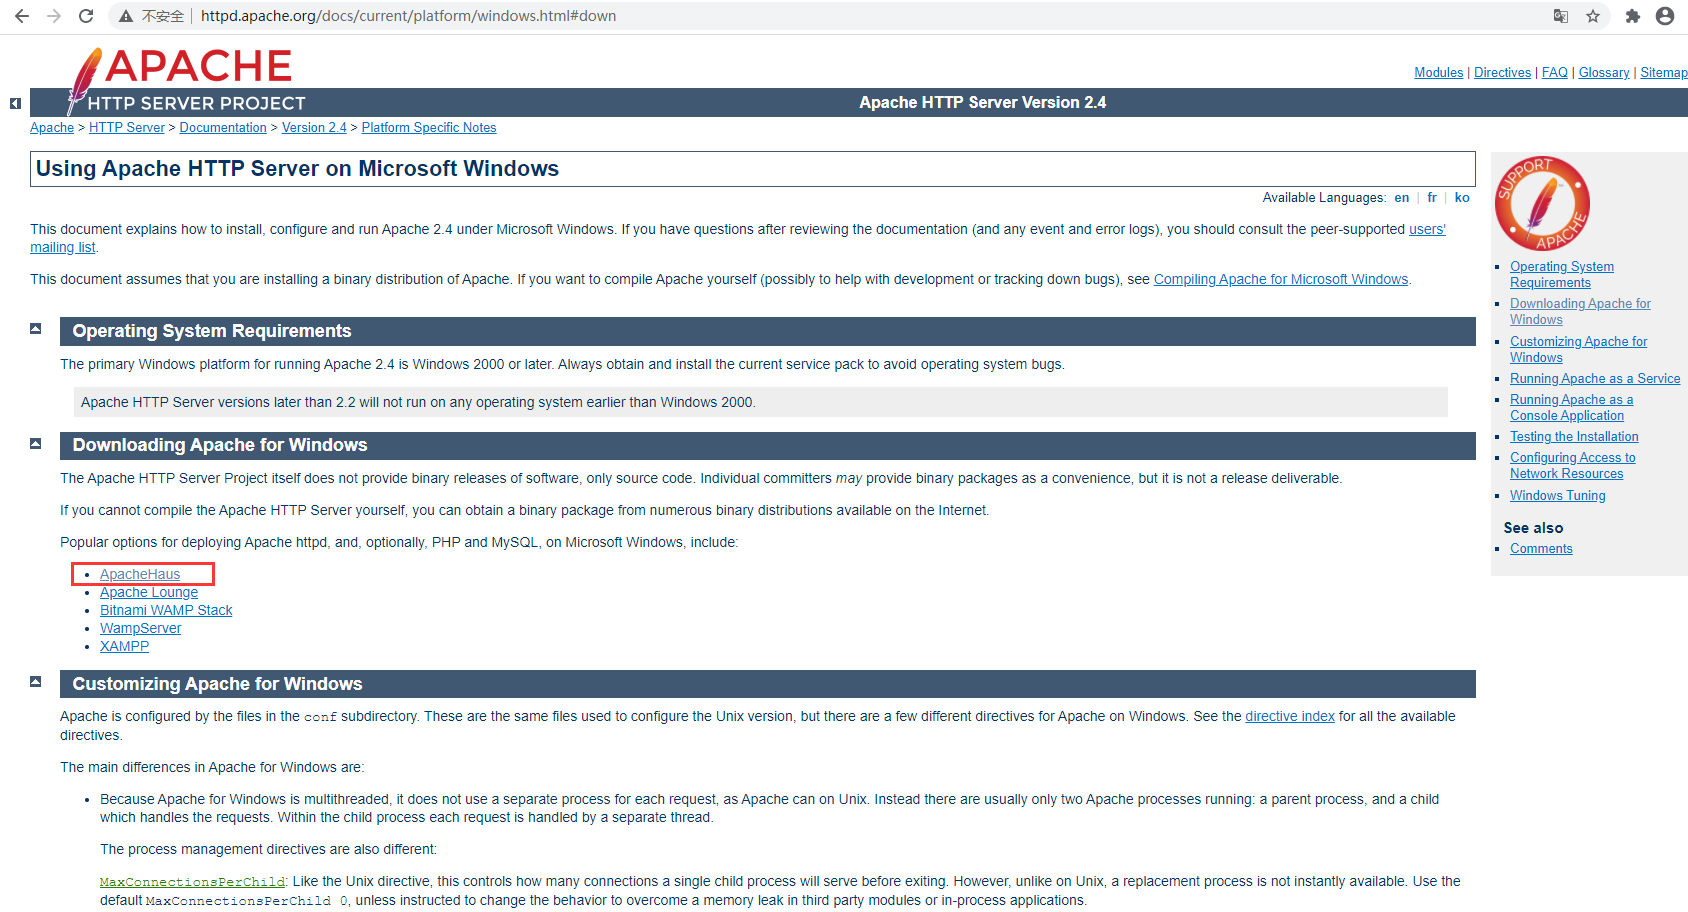 不安全 | httpd.apache.org/docs/current/platform/windows.html#down
APACHE
HTTP SERVER PROJECT
Modules | Directives | FAQ | Glossary | Sitemap
Apache HTTP Server Version 2.4
Apache > HTTP Server > Documentation > Version 2.4 > Platform Specific Notes
Using Apache HTTP Server on Microsoft Windows
Available Languages: en | fr | ko
This document explains how to install, configure and run Apache 2.4 under Microsoft Windows. If you have questions after reviewing the documentation (and any event and error logs), you should consult the peer-supported users'
mailing list.
This document assumes that you are installing a binary distribution of Apache. If you want to compile Apache yourself (possibly to help with development or tracking down bugs), see Compiling Apache for Microsoft Windows.
Operating System Requirements
The primary Windows platform for running Apache 2.4 is Windows 2000 or later. Always obtain and install the current service pack to avoid operating system bugs.
Apache HTTP Server versions later than 2.2 will not run on any operating system earlier than Windows 2000.
Downloading Apache for Windows
The Apache HTTP Server Project itself does not provide binary releases of software, only source code. Individual committers may provide binary packages as a convenience, but it is not a release deliverable.
If you cannot compile the Apache HTTP Server yourself, you can obtain a binary package from numerous binary distributions available on the Internet.
Popular options for deploying Apache httpd, and, optionally, PHP and MySQL, on Microsoft Windows, include:
ApacheHaus
Apache Lounge
Bitnami WAMP Stack
WampServer
XAMPP
Customizing Apache for Windows
Apache is configured by the files in the conf subdirectory. These are the same files used to configure the Unix version, but there are a few different directives for Apache on Windows. See the directive index for all the available
directives.
The main differences in Apache for Windows are:
Because Apache for Windows is multithreaded, it does not use a separate process for each request, as Apache can on Unix. Instead there are usually only two Apache processes running: a parent process, and a child
which handles the requests. Within the child process each request is handled by a separate thread.
The process management directives are also different:
MaxConnectionsPerChild: Like the Unix directive, this controls how many connections a single child process will serve before exiting. However, unlike on Unix, a replacement process is not instantly available. Use the
default MaxConnectionsPerChild 0, unless instructed to change the behavior to overcome a memory leak in third party modules or in-process applications.
SUPPORT
APACHE
Operating System
Requirements
Downloading Apache for
Windows
Customizing Apache for
Windows
Running Apache as a Service
Running Apache as a
Console Application
Testing the Installation
Configuring Access to
Network Resources
Windows Tuning
See also
Comments